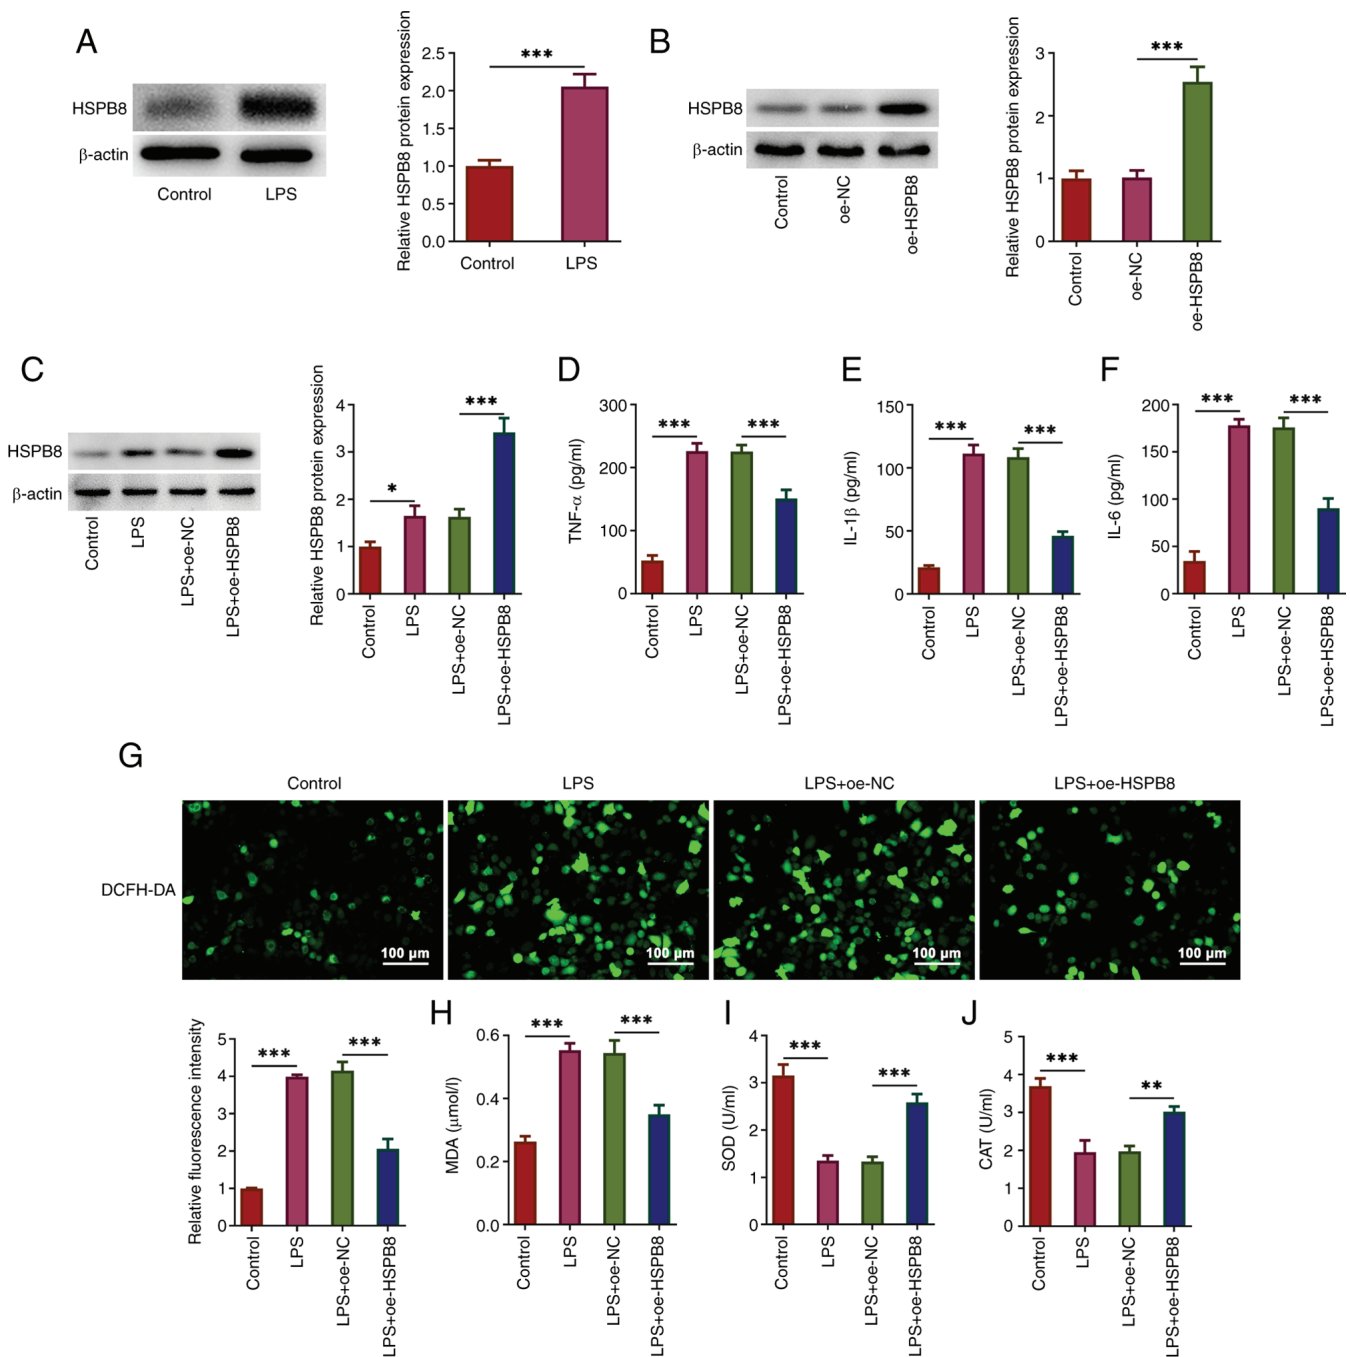 A
HSPB8
β-actin
Control LPS
Relative HSPB8 protein expression
2.5
2.0
1.5
1.0
0.5
0.0
***
Control LPS
B
HSPB8
β-actin
Control
oe-NC
oe-HSPB8
Relative HSPB8 protein expression
3
2
1
0
***
Control
oe-NC
oe-HSPB8
C
HSPB8
β-actin
Control
LPS
LPS+oe-NC
LPS+oe-HSPB8
Relative HSPB8 protein expression
4
3
2
1
0
*
***
Control
LPS
LPS+oe-NC
LPS+oe-HSPB8
D
TNF-α (pg/ml)
300
200
100
0
***
***
Control
LPS
LPS+oe-NC
LPS+oe-HSPB8
E
IL-1β (pg/ml)
150
100
50
0
***
***
Control
LPS
LPS+oe-NC
LPS+oe-HSPB8
F
IL-6 (pg/ml)
200
150
100
50
0
***
***
Control
LPS
LPS+oe-NC
LPS+oe-HSPB8
G
Control LPS LPS+oe-NC LPS+oe-HSPB8
DCFH-DA
100 µm 100 µm 100 µm 100 µm
Relative fluorescence intensity
5
4
3
2
1
0
***
***
Control
LPS
LPS+oe-NC
LPS+oe-HSPB8
H
MDA (µmol/l)
0.6
0.4
0.2
0.0
***
***
Control
LPS
LPS+oe-NC
LPS+oe-HSPB8
I
SOD (U/ml)
4
3
2
1
0
***
***
Control
LPS
LPS+oe-NC
LPS+oe-HSPB8
J
CAT (U/ml)
5
4
3
2
1
0
***
**
Control
LPS
LPS+oe-NC
LPS+oe-HSPB8